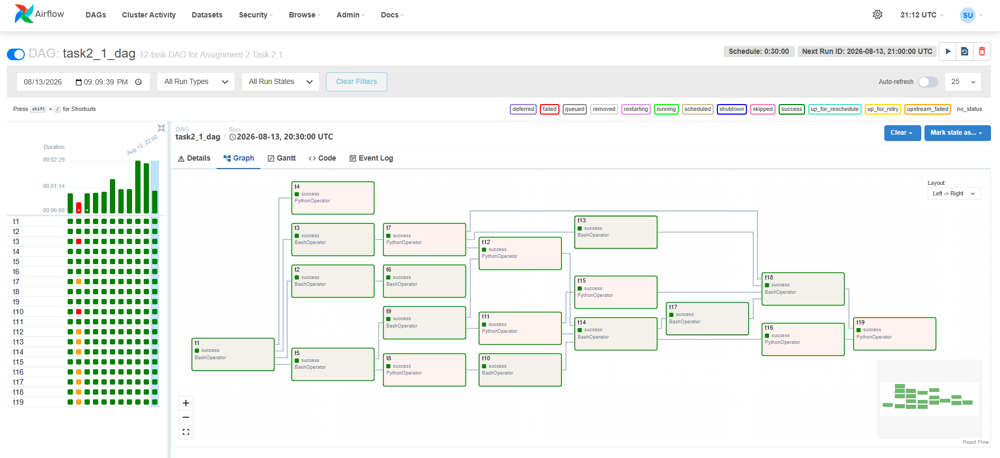 Airflow DAGs Cluster Activity Datasets Security Browse Admin Docs 21:12 UTC SU
DAG: task2_1_dag 12-task DAG for Assignment 2 Task 2.1 Schedule: 0:30:00 Next Run ID: 2026-08-13, 21:00:00 UTC
08/13/2026 09:09:39 PM All Run Types All Run States Clear Filters Auto-refresh 25
Press shift + / for Shortcuts deferred failed queued removed restarting running scheduled shutdown skipped success up_for_reschedule up_for_retry upstream_failed no_status
DAG Run
task2_1_dag / 2026-08-13, 20:30:00 UTC Clear Mark state as...
Details Graph Gantt Code Event Log
Aug 12, 22:00
Duration
00:02:29
00:01:14
00:00:00
t1
t2
t3
t4
t5
t6
t7
t8
t9
t10
t11
t12
t13
t14
t15
t16
t17
t18
t19
Layout:
Left -> Right
t4
success
PythonOperator
t3
success
BashOperator
t2
success
BashOperator
t1
success
BashOperator
t5
success
BashOperator
t7
success
PythonOperator
t6
success
BashOperator
t9
success
BashOperator
t8
success
PythonOperator
t12
success
PythonOperator
t11
success
PythonOperator
t10
success
BashOperator
t13
success
BashOperator
t15
success
PythonOperator
t14
success
BashOperator
t17
success
BashOperator
t18
success
BashOperator
t16
success
PythonOperator
t19
success
PythonOperator
React Flow